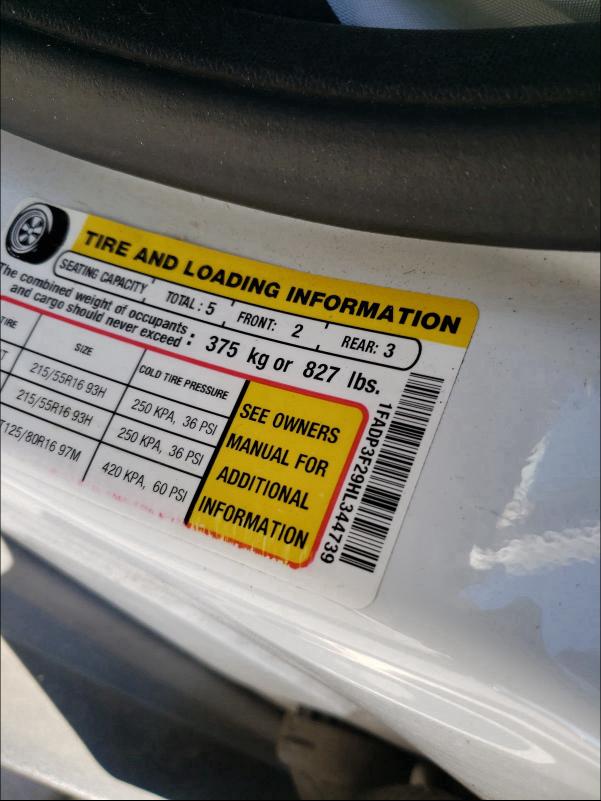 TIRE AND LOADING INFORMATION
SEATING CAPACITY TOTAL: 5 FRONT: 2 REAR: 3
The combined weight of occupants and cargo should never exceed: 375 kg or 827 lbs.
SIZE COLD TIRE PRESSURE
215/55R16 93H 250 KPA, 36 PSI
215/55R16 93H 250 KPA, 36 PSI
T125/80R16 97M 420 KPA, 60 PSI
SEE OWNERS
MANUAL FOR
ADDITIONAL
INFORMATION
1FADP3F29HL344739